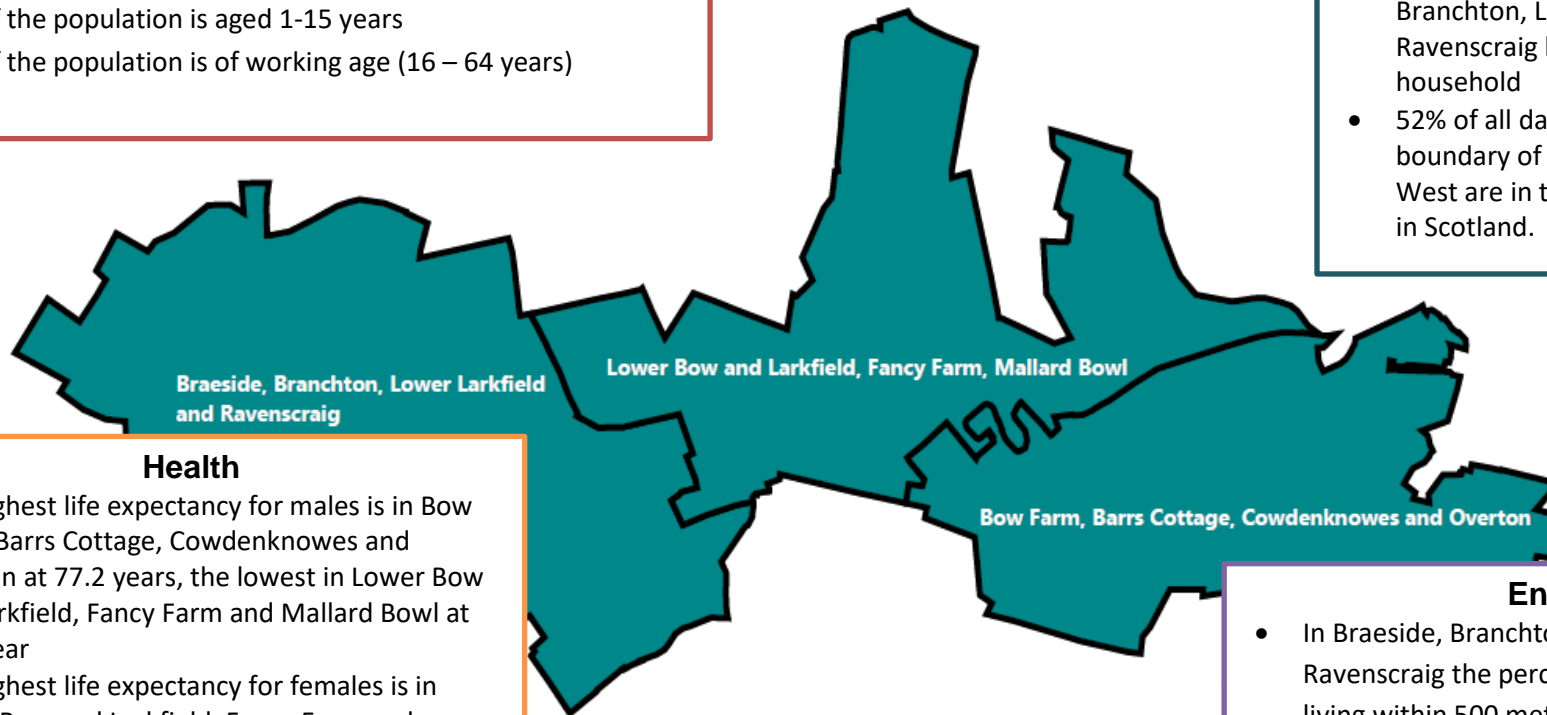 the population is aged 1-15 years
the population is of working age (16 – 64 years)
Branchton, L
Ravenscraig
household
• 52% of all da
boundary of
West are in t
in Scotland.
Braeside, Branchton, Lower Larkfield
and Ravenscraig
Lower Bow and Larkfield, Fancy Farm, Mallard Bowl
Bow Farm, Barrs Cottage, Cowdenknowes and Overton
Health
ghest life expectancy for males is in Bow
Barrs Cottage, Cowdenknowes and
n at 77.2 years, the lowest in Lower Bow
rkfield, Fancy Farm and Mallard Bowl at
ear
ghest life expectancy for females is in
En
• In Braeside, Brancht
Ravenscraig the perc
living within 500 met